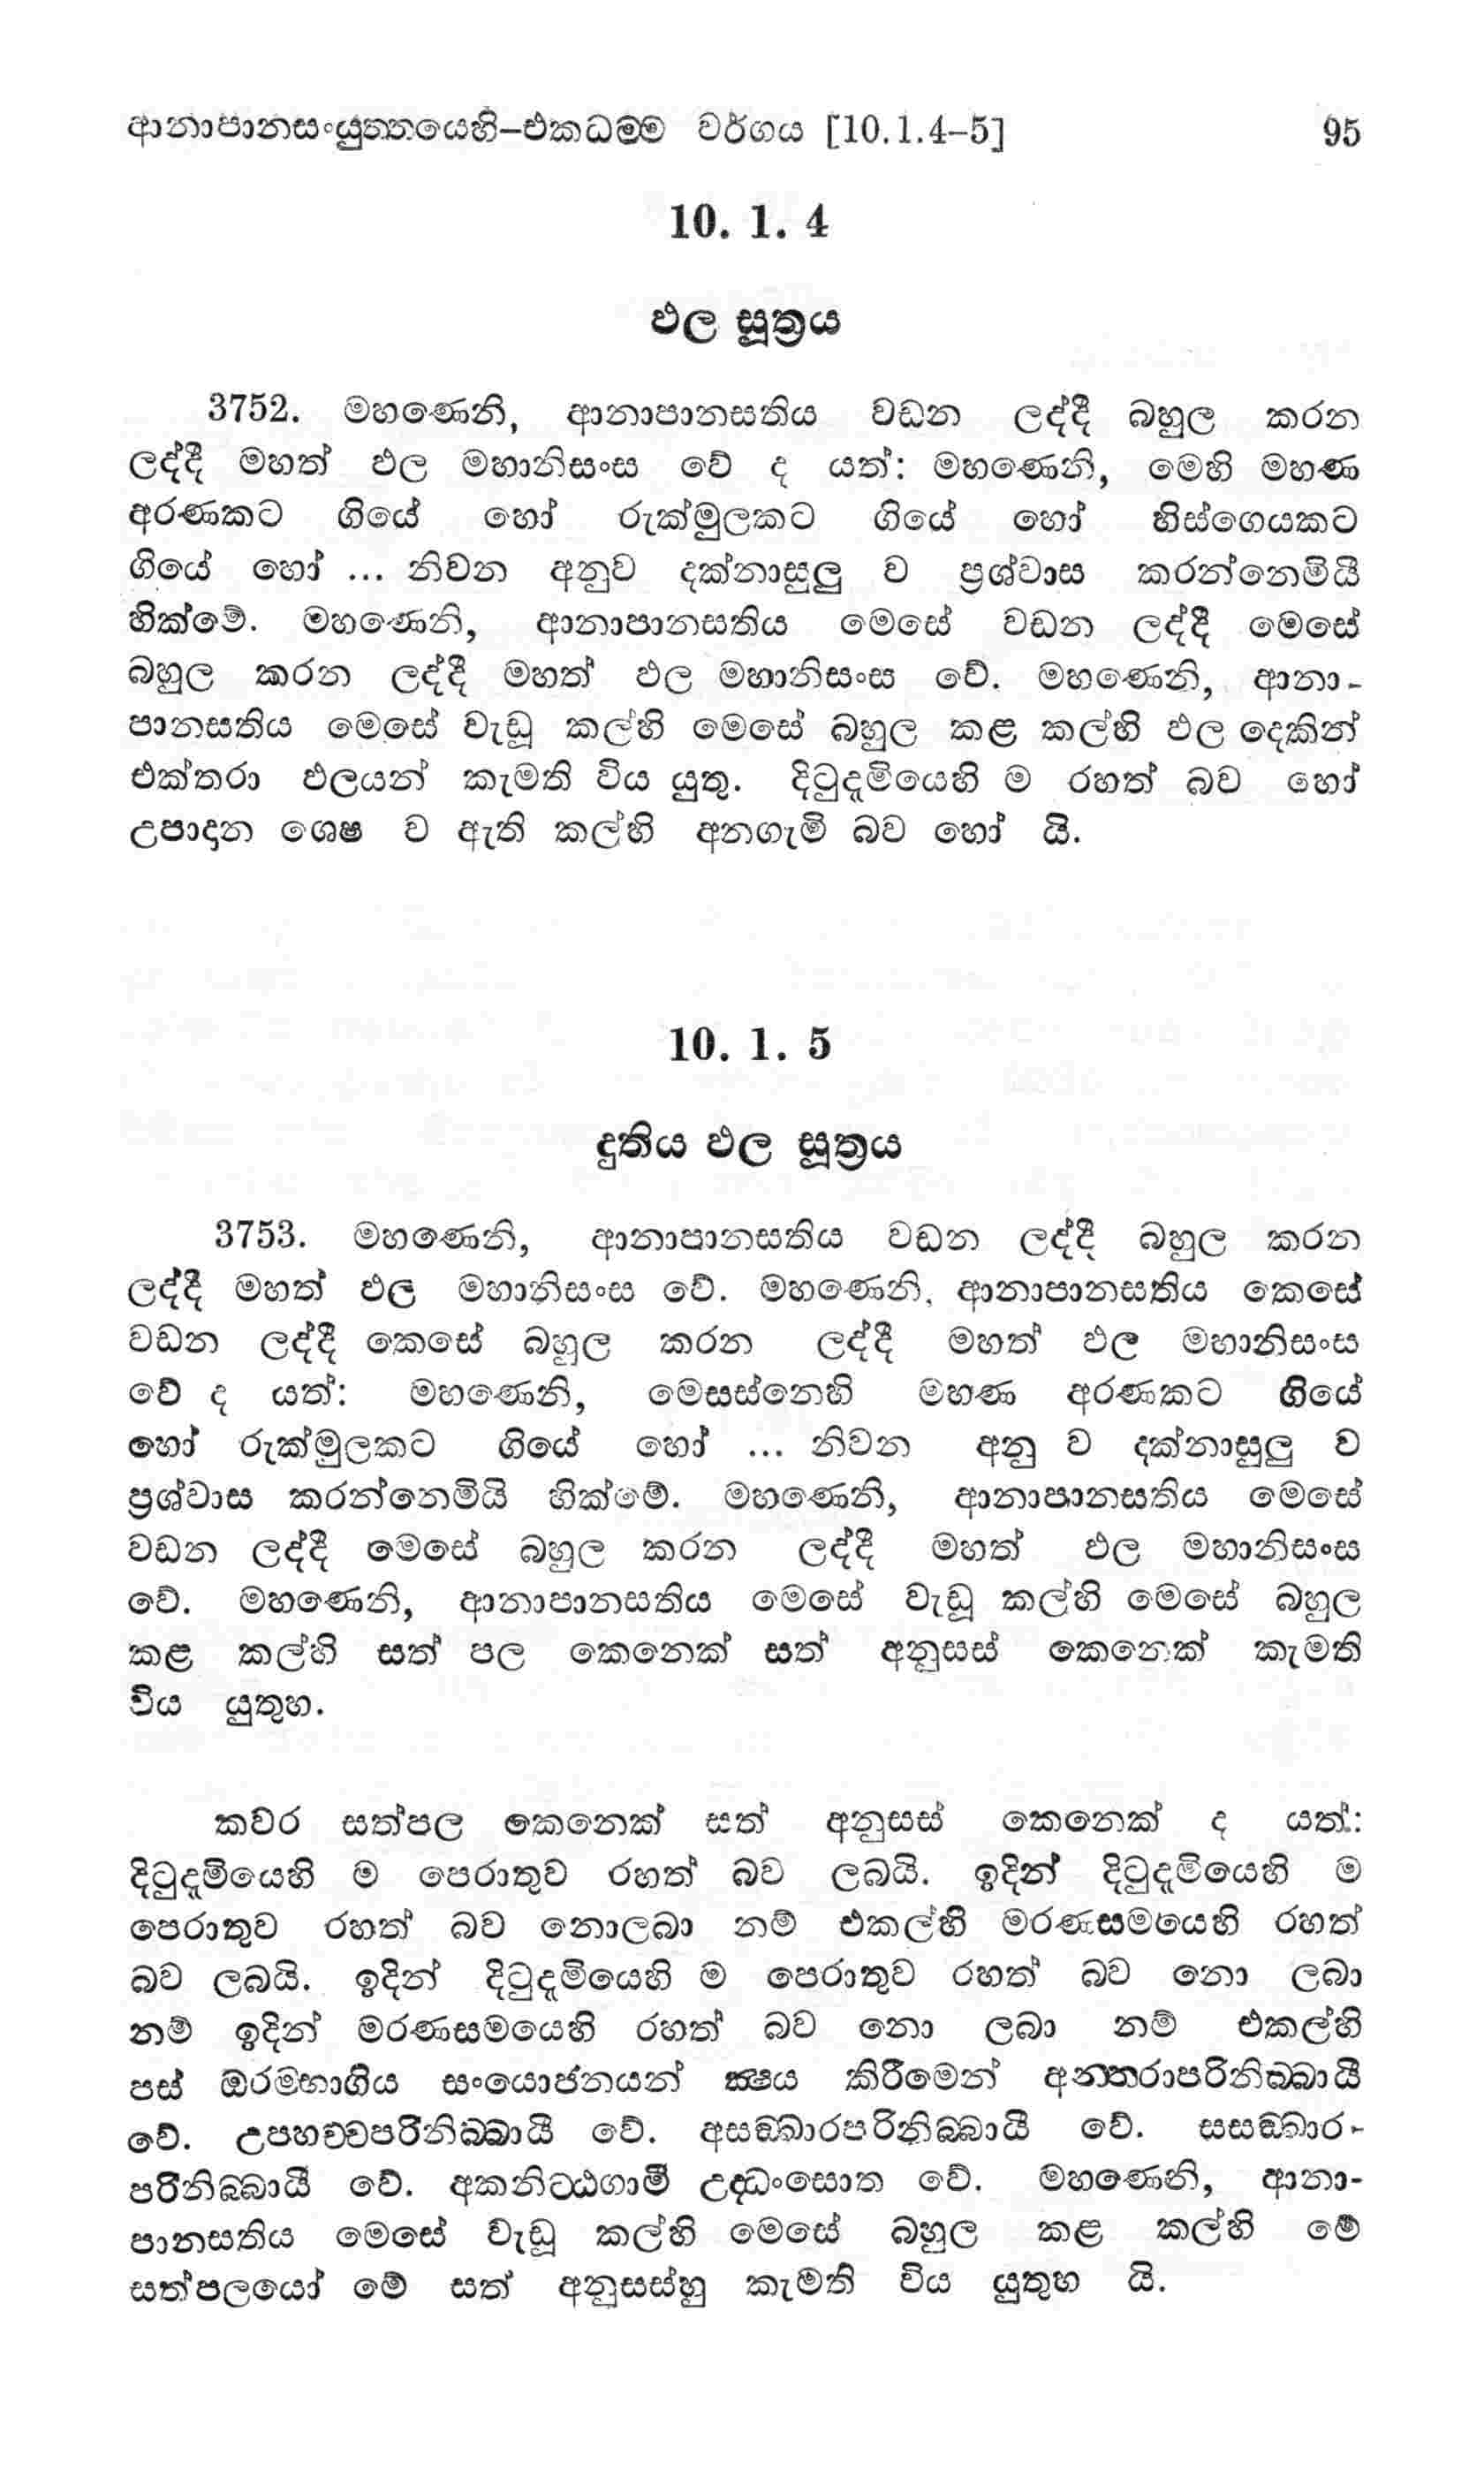 ආනාපානසංයුත්තයෙහි–එකධම්ම වර්ගය [10.1.4–5] 95
10. 1. 4
ඵල සූත්‍රය
3752. මහණෙනි, ආනාපානසතිය වඩන ලද්දී බහුල කරන
ලද්දී මහත් ඵල මහානිසංස වේ ද යත්: මහණෙනි, මෙහි මහණ
අරණකට ගියේ හෝ රුක්මුලකට ගියේ හෝ හිස්ගෙයකට
ගියේ හෝ ... නිවන අනුව දක්නාසුලු ව ප්‍රශ්වාස කරන්නෙමියි
හික්මේ. මහණෙනි, ආනාපානසතිය මෙසේ වඩන ලද්දී මෙසේ
බහුල කරන ලද්දී මහත් ඵල මහානිසංස වේ. මහණෙනි, ආනා-
පානසතිය මෙසේ වැඩූ කල්හි මෙසේ බහුල කළ කල්හි ඵල දෙකින්
එක්තරා ඵලයන් කැමති විය යුතු. දිටුදැමියෙහි ම රහත් බව හෝ
උපාදාන ශෙෂ ව ඇති කල්හි අනගැමි බව හෝ යි.
10. 1. 5
දුතිය ඵල සූත්‍රය
3753. මහණෙනි, ආනාපානසතිය වඩන ලද්දී බහුල කරන
ලද්දී මහත් ඵල මහානිසංස වේ. මහණෙනි, ආනාපානසතිය කෙසේ
වඩන ලද්දී කෙසේ බහුල කරන ලද්දී මහත් ඵල මහානිසංස
වේ ද යත්: මහණෙනි, මෙසස්නෙහි මහණ අරණකට ගියේ
හෝ රුක්මුලකට ගියේ හෝ ... නිවන අනු ව දක්නාසුලු ව
ප්‍රශ්වාස කරන්නෙමියි හික්මේ. මහණෙනි, ආනාපානසතිය මෙසේ
වඩන ලද්දී මෙසේ බහුල කරන ලද්දී මහත් ඵල මහානිසංස
වේ. මහණෙනි, ආනාපානසතිය මෙසේ වැඩූ කල්හි මෙසේ බහුල
කළ කල්හි සත් පල කෙනෙක් සත් අනුසස් කෙනෙක් කැමති
විය යුතුහ.
කවර සත්පල කෙනෙක් සත් අනුසස් කෙනෙක් ද යත්:
දිටුදැමියෙහි ම පෙරාතුව රහත් බව ලබයි. ඉදින් දිටුදැමියෙහි ම
පෙරාතුව රහත් බව නොලබා නම් එකල්හි මරණසමයෙහි රහත්
බව ලබයි. ඉදින් දිටුදැමියෙහි ම පෙරාතුව රහත් බව නො ලබා
නම් ඉදින් මරණසමයෙහි රහත් බව නො ලබා නම් එකල්හි
පස් ඔරම්භාගිය සංයොජනයන් ක්‍ෂය කිරීමෙන් අන්තරාපරිනිබ්බායී
වේ. උපහච්චපරිනිබ්බායී වේ. අසඞ්ඛාරපරිනිබ්බායී වේ. සසඞ්ඛාර-
පරිනිබ්බායී වේ. අකනිට්ඨගාමී උද්ධංසොත වේ. මහණෙනි, ආනා-
පානසතිය මෙසේ වැඩූ කල්හි මෙසේ බහුල කළ කල්හි මේ
සත්පලයෝ මේ සත් අනුසස්හු කැමති විය යුතුහ යි.